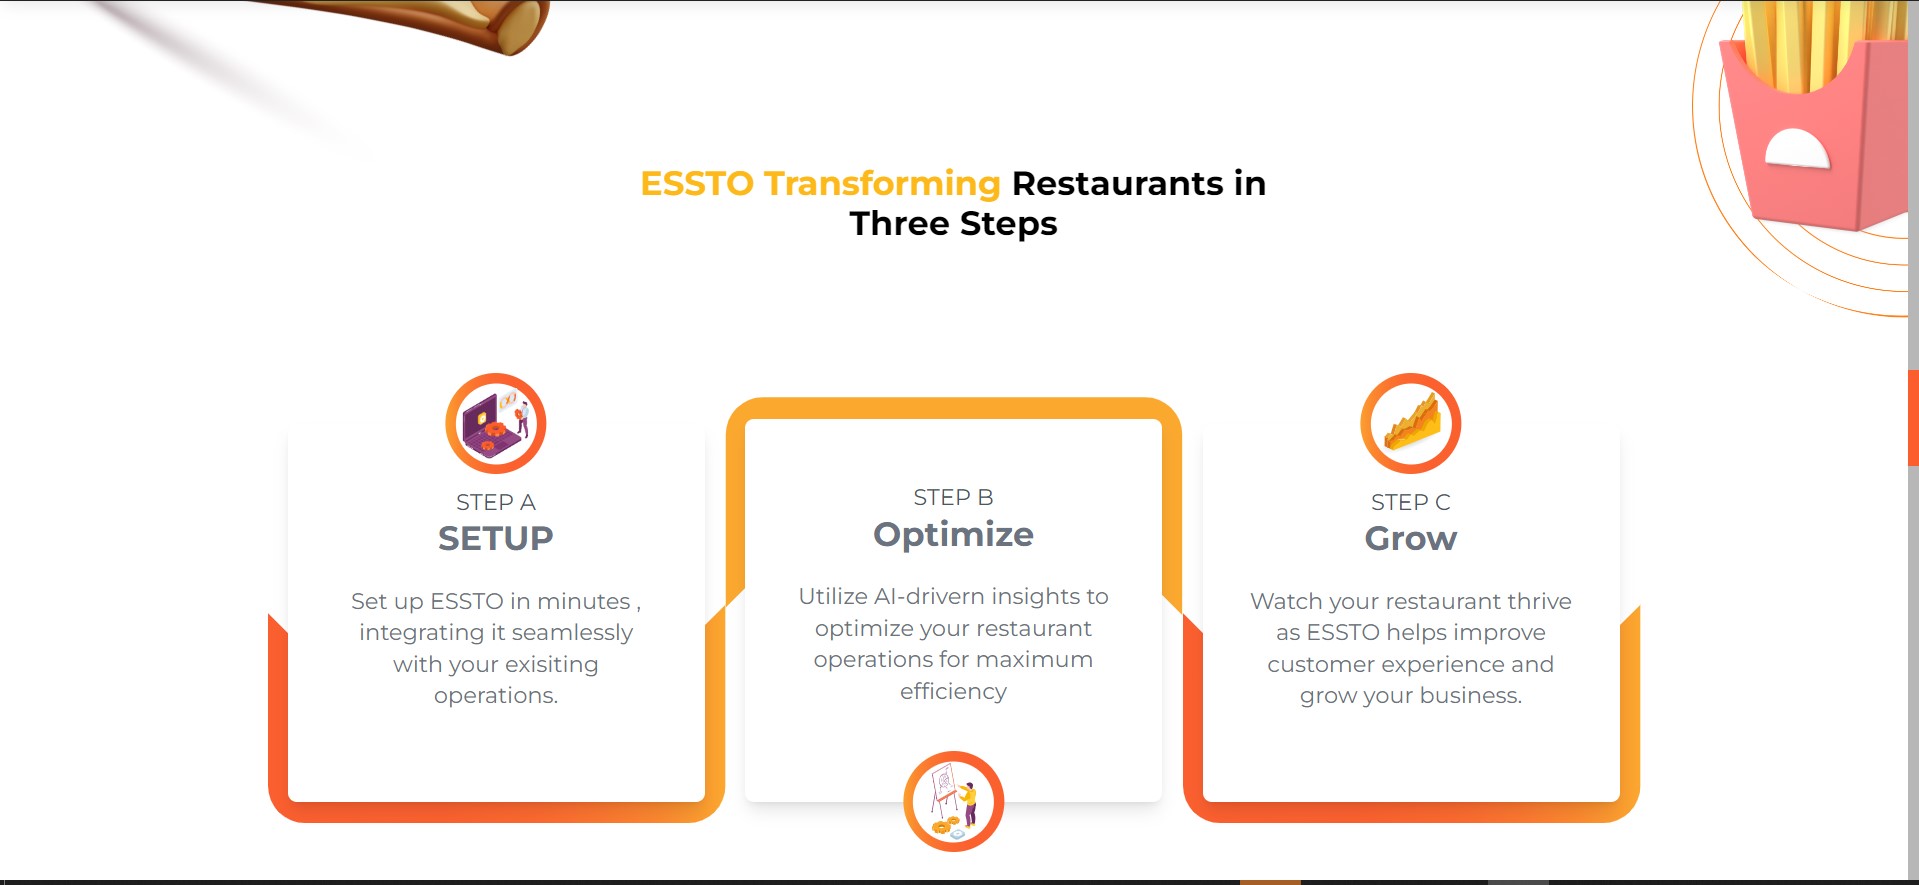 ESSTO Transforming Restaurants in
Three Steps
STEP A
SETUP
Set up ESSTO in minutes ,
integrating it seamlessly
with your exisiting
operations.
STEP B
Optimize
Utilize AI-drivern insights to
optimize your restaurant
operations for maximum
efficiency
STEP C
Grow
Watch your restaurant thrive
as ESSTO helps improve
customer experience and
grow your business.